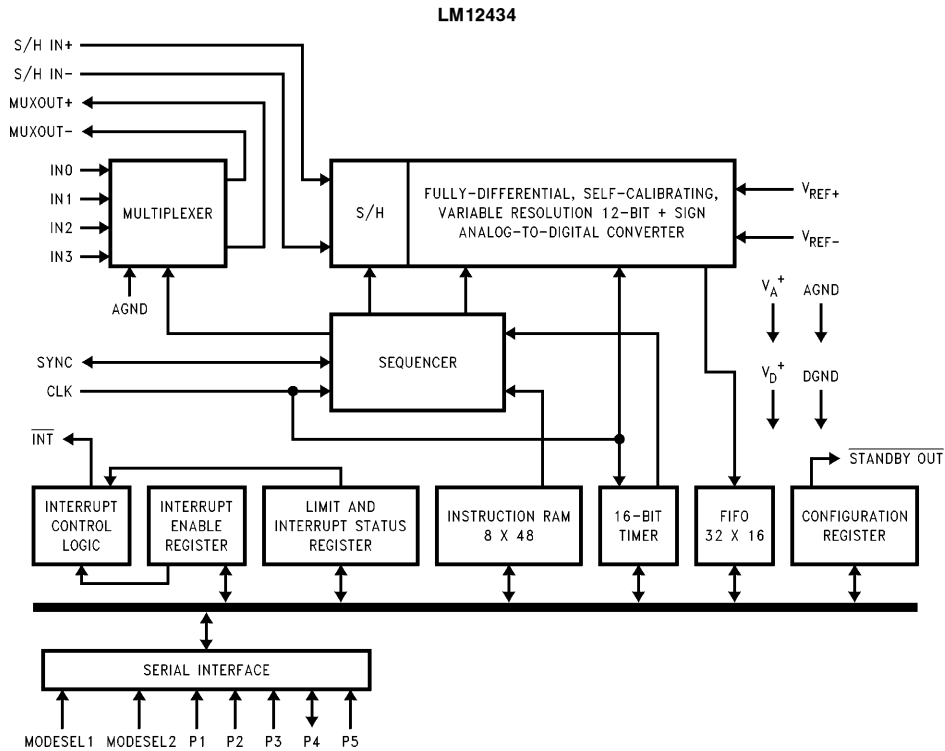 LM12434
S/H IN+
S/H IN-
MUXOUT+
MUXOUT-
IN0
IN1
IN2
IN3
MULTIPLEXER
AGND
S/H
FULLY-DIFFERENTIAL, SELF-CALIBRATING,
VARIABLE RESOLUTION 12-BIT + SIGN
ANALOG-TO-DIGITAL CONVERTER
VREF+
VREF-
VA+
AGND
SYNC
CLK
SEQUENCER
VD+
DGND
INT
STANDBY OUT
INTERRUPT
CONTROL
LOGIC
INTERRUPT
ENABLE
REGISTER
LIMIT AND
INTERRUPT STATUS
REGISTER
INSTRUCTION RAM
8 X 48
16-BIT
TIMER
FIFO
32 X 16
CONFIGURATION
REGISTER
SERIAL INTERFACE
MODESEL1 MODESEL2 P1 P2 P3 P4 P5